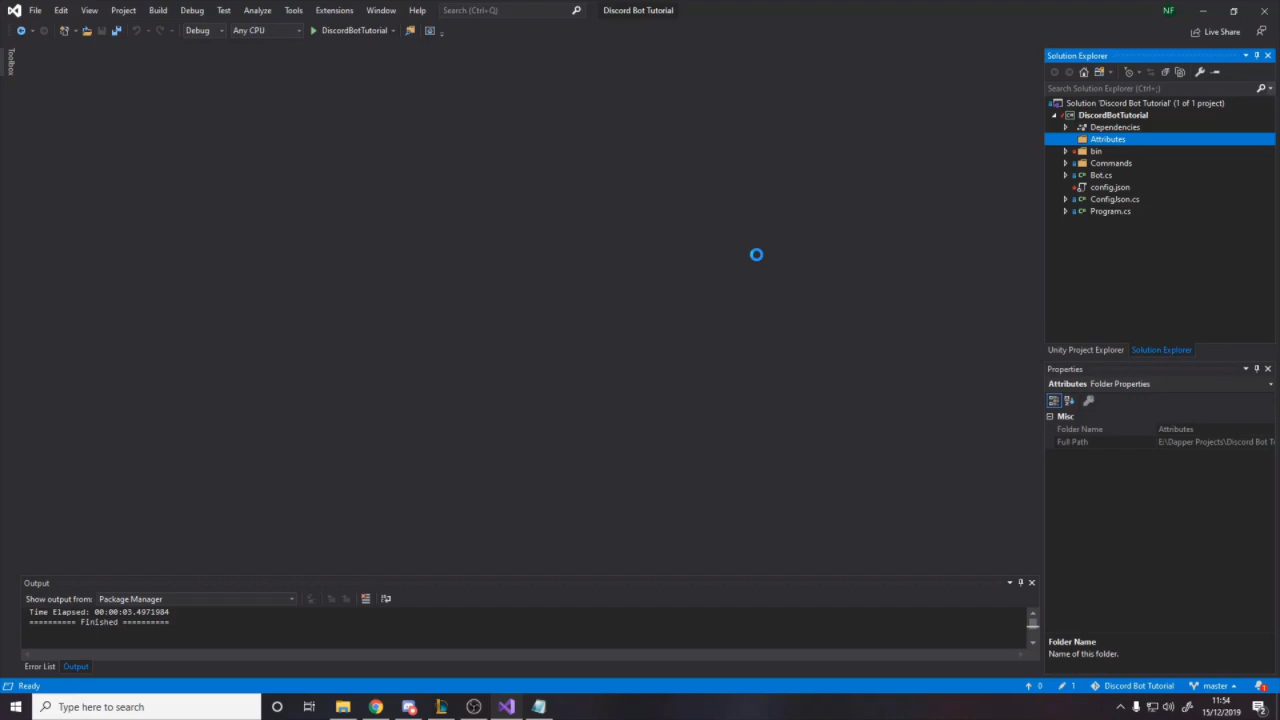 File Edit View Project Build Debug Test Analyze Tools Extensions Window Help Search (Ctrl+Q) Discord Bot Tutorial NF
Debug Any CPU DiscordBotTutorial Live Share
Toolbox
Solution Explorer
Search Solution Explorer (Ctrl+;)
Solution 'Discord Bot Tutorial' (1 of 1 project)
DiscordBotTutorial
Dependencies
Attributes
bin
Commands
Bot.cs
config.json
ConfigJson.cs
Program.cs
Unity Project Explorer Solution Explorer
Properties
Attributes Folder Properties
Misc
Folder Name Attributes
Full Path E:\Dapper Projects\Discord Bot T
Output
Show output from: Package Manager
Time Elapsed: 00:00:03.4971984
========== Finished ==========
Folder Name
Name of this folder.
Error List Output
Ready 0 1 Discord Bot Tutorial master 1
Type here to search 11:54
15/12/2019 2